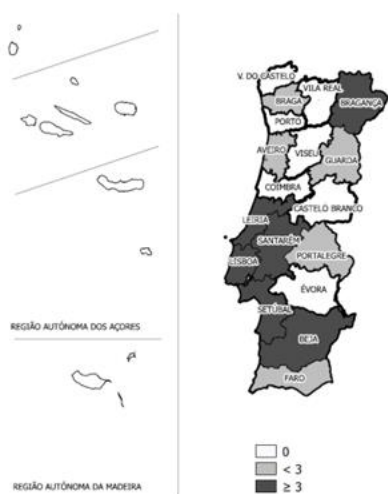 V. DO CASTELO
VILA REAL
BRAGANÇA
BRAGA
PORTO
AVEIRO
VISEU
GUARDA
COIMBRA
CASTELO BRANCO
LEIRIA
SANTARÉM
LISBOA
PORTALEGRE
ÉVORA
SETÚBAL
BEJA
FARO
REGIÃO AUTÓNOMA DOS AÇORES
REGIÃO AUTÓNOMA DA MADEIRA
0
< 3
≥ 3